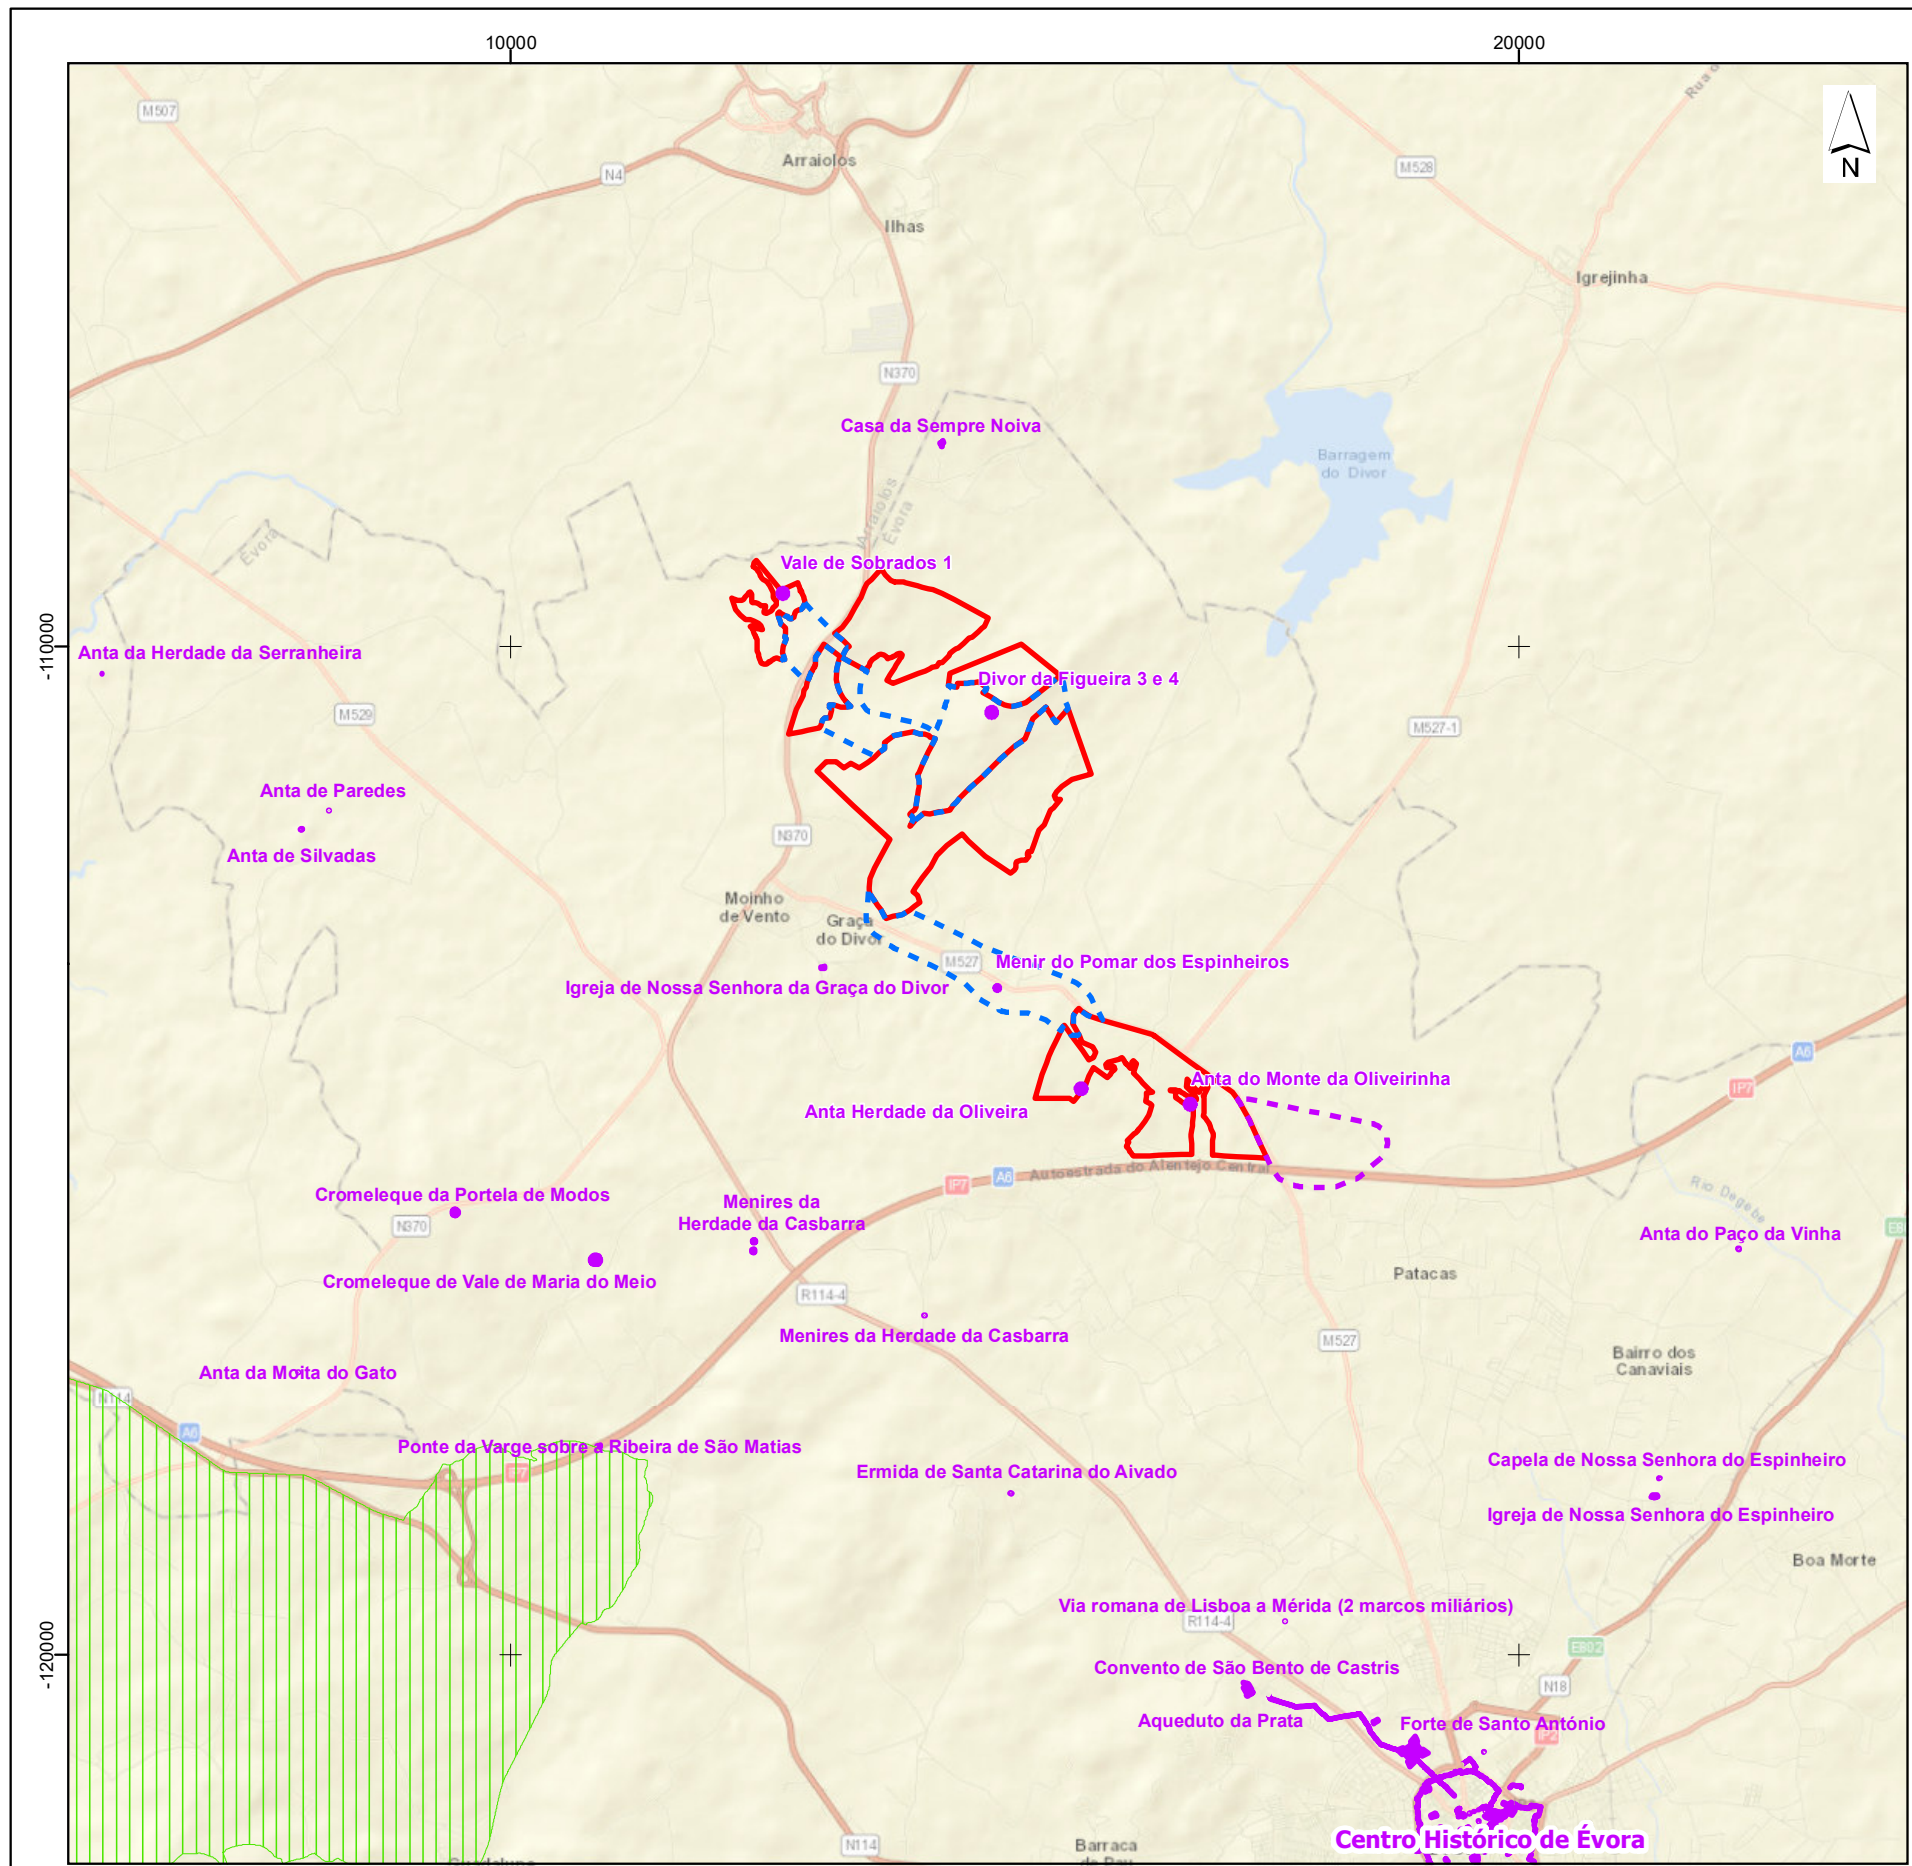 10000
20000
M507
Rua
N
N4
Arraiolos
M528
Ilhas
Igrejinha
N370
Casa da Sempre Noiva
Barragem
do Divor
Arraiolos
Évora
Évora
Vale de Sobrados 1
-110000
Anta da Herdade da Serranheira
Divor da Figueira 3 e 4
M529
M527-1
Anta de Paredes
N370
Anta de Silvadas
Moinho
de Vento
Graça
do Divor
M527
Menir do Pomar dos Espinheiros
Igreja de Nossa Senhora da Graça do Divor
A6
Anta do Monte da Oliveirinha
IP7
Anta Herdade da Oliveira
Autoestrada do Alentejo Central
A6
IP7
Cromeleque da Portela de Modos
Rio Degebe
Menires da
Herdade da Casbarra
N370
E8
Anta do Paço da Vinha
Cromeleque de Vale de Maria do Meio
Patacas
R114-4
Menires da Herdade da Casbarra
M527
Bairro dos
Canaviais
Anta da Moita do Gato
N114
A6
Ponte da Varge sobre a Ribeira de São Matias
IP7
Capela de Nossa Senhora do Espinheiro
Ermida de Santa Catarina do Aivado
Igreja de Nossa Senhora do Espinheiro
Boa Morte
Via romana de Lisboa a Mérida (2 marcos miliários)
R114-4
-120000
E802
Convento de São Bento de Castris
N18
Aqueduto da Prata
Forte de Santo António
IP2
Centro Histórico de Évora
N114
Barraca